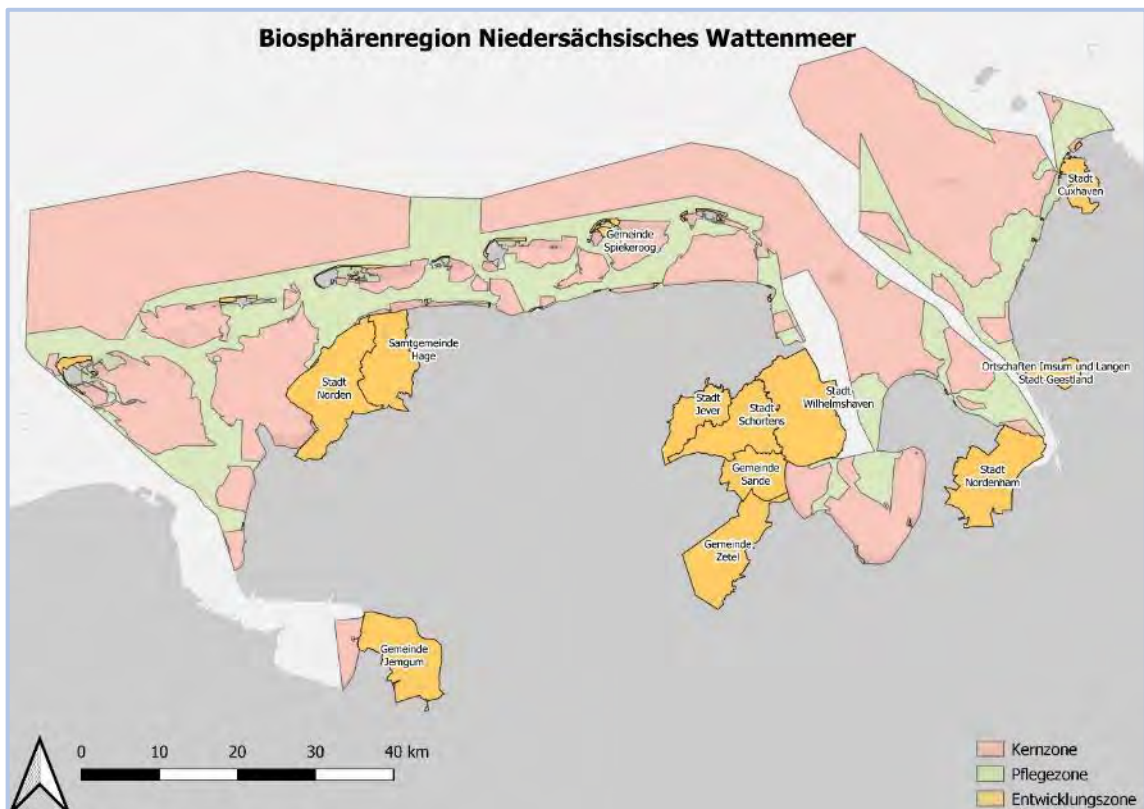 Biosphärenregion Niedersächsisches Wattenmeer
Stadt
Cuxhaven
Gemeinde
Spiekeroog
Samtgemeinde
Hage
Stadt
Norden
Ortschaften Imsum und Langen
Stadt Geestland
Stadt
Jever
Stadt
Schortens
Stadt
Wilhelmshaven
Gemeinde
Sande
Stadt
Nordenham
Gemeinde
Zetel
Gemeinde
Jemgum
0 10 20 30 40 km
Kernzone
Pflegezone
Entwicklungszone